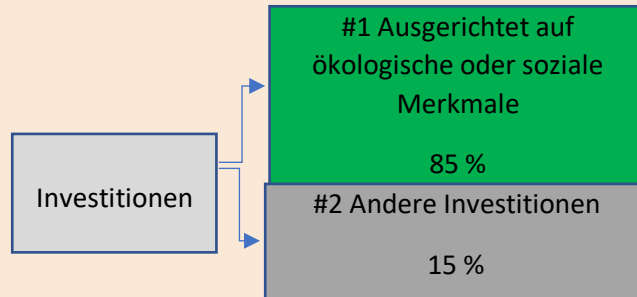 #1 Ausgerichtet auf
ökologische oder soziale
Merkmale
85 %
Investitionen
#2 Andere Investitionen
15 %